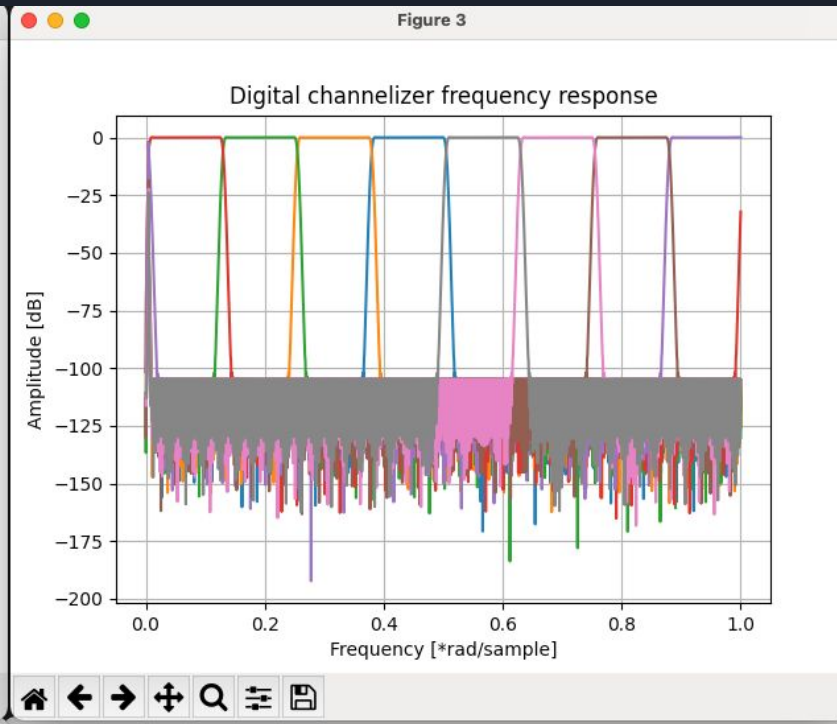 Figure 3
Digital channelizer frequency response
0
−25
−50
−75
−100
−125
−150
−175
−200
Amplitude [dB]
0.0 0.2 0.4 0.6 0.8 1.0
Frequency [*rad/sample]